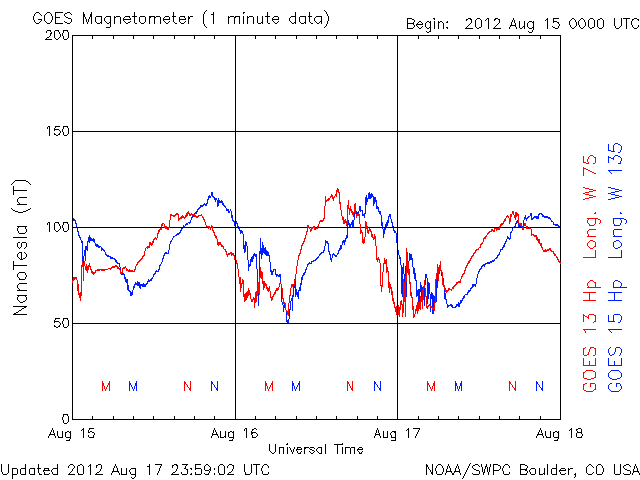 GOES Magnetometer (1 minute data)
Begin: 2012 Aug 15 0000 UTC
200
150
100
50
0
NanoTesla (nT)
M M N N M M N N M M N N
Aug 15 Aug 16 Aug 17 Aug 18
Universal Time
GOES 13 Hp Long. W 75
GOES 15 Hp Long. W 135
Updated 2012 Aug 17 23:59:02 UTC
NOAA/SWPC Boulder, CO USA